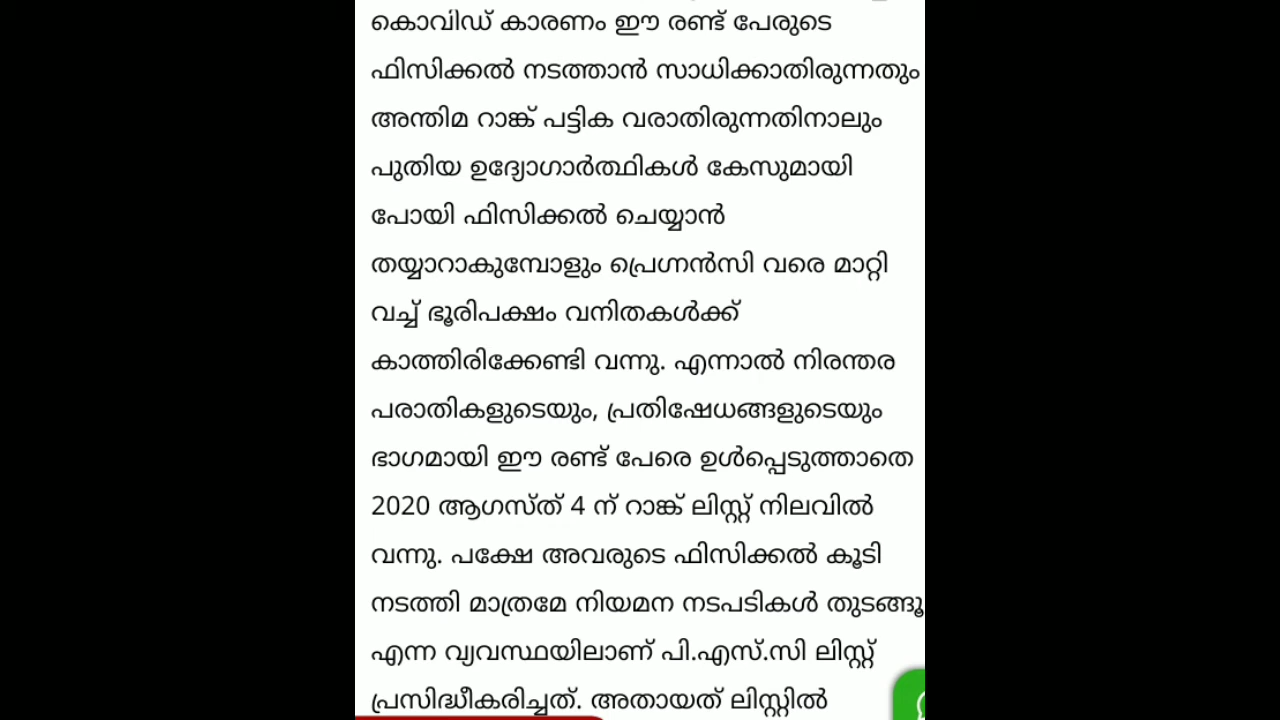 കൊവിഡ് കാരണം ഈ രണ്ട് പേരുടെ
ഫിസിക്കൽ നടത്താൻ സാധിക്കാതിരുന്നതും
അന്തിമ റാങ്ക് പട്ടിക വരാതിരുന്നതിനാലും
പുതിയ ഉദ്യോഗാർത്ഥികൾ കേസുമായി
പോയി ഫിസിക്കൽ ചെയ്യാൻ
തയ്യാറാകുമ്പോളും പ്രെഗ്നൻസി വരെ മാറ്റി
വച്ച് ഭൂരിപക്ഷം വനിതകൾക്ക്
കാത്തിരിക്കേണ്ടി വന്നു. എന്നാൽ നിരന്തര
പരാതികളുടെയും, പ്രതിഷേധങ്ങളുടെയും
ഭാഗമായി ഈ രണ്ട് പേരെ ഉൾപ്പെടുത്താതെ
2020 ആഗസ്ത് 4 ന് റാങ്ക് ലിസ്റ്റ് നിലവിൽ
വന്നു. പക്ഷേ അവരുടെ ഫിസിക്കൽ കൂടി
നടത്തി മാത്രമേ നിയമന നടപടികൾ തുടങ്ങൂ
എന്ന വ്യവസ്ഥയിലാണ് പി.എസ്.സി ലിസ്റ്റ്
പ്രസിദ്ധീകരിച്ചത്. അതായത് ലിസ്റ്റിൽ